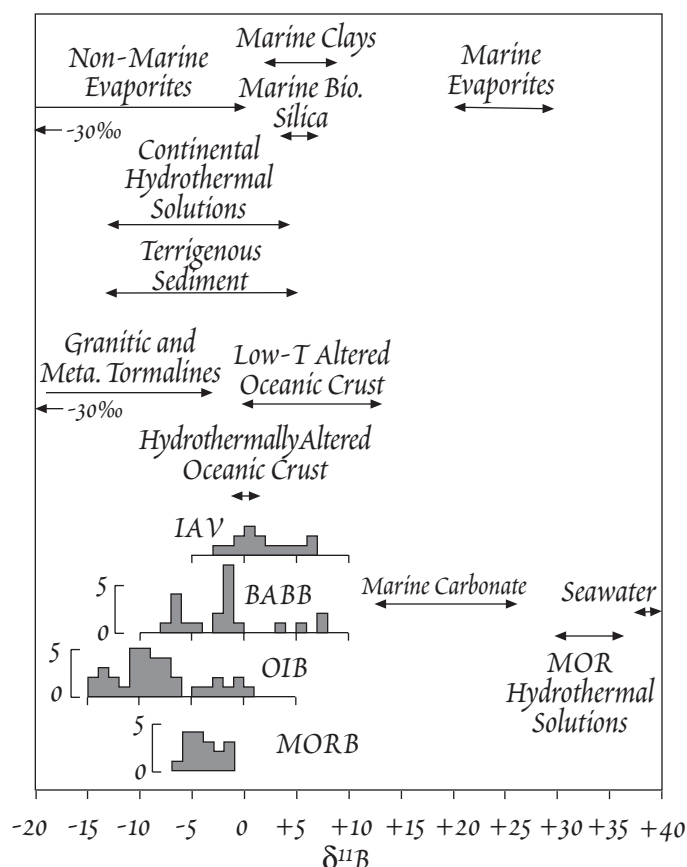 Marine Clays
Non-Marine
Evaporites
Marine
Evaporites
Marine Bio.
Silica
-30‰
Continental
Hydrothermal
Solutions
Terrigenous
Sediment
Granitic and
Meta. Tormalines
Low-T Altered
Oceanic Crust
-30‰
HydrothermallyAltered
Oceanic Crust
IAV
5
0
BABB
Marine Carbonate
Seawater
5
0
OIB
MOR
Hydrothermal
Solutions
5
0
MORB
-20 -15 -10 -5 0 +5 +10 +15 +20 +25 +30 +35 +40
δ¹¹B